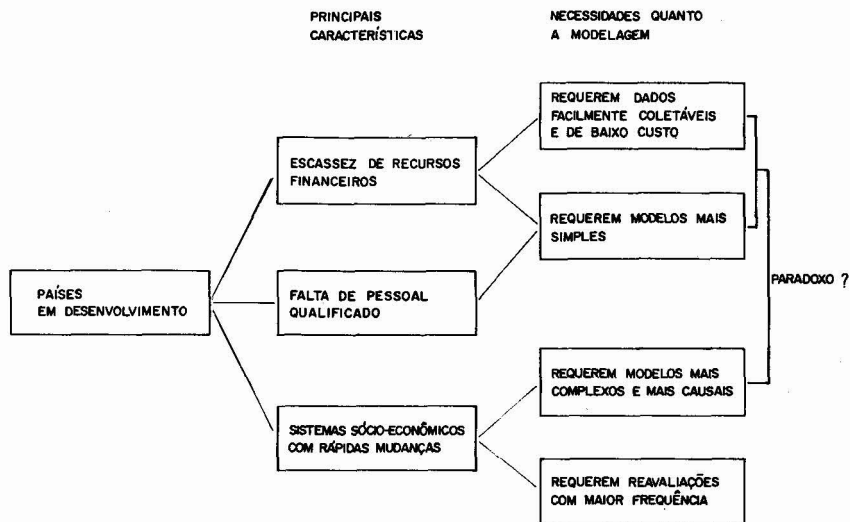 PRINCIPAIS
CARACTERÍSTICAS
NECESSIDADES QUANTO
A MODELAGEM
REQUEREM DADOS
FACILMENTE COLETÁVEIS
E DE BAIXO CUSTO
ESCASSEZ DE RECURSOS
FINANCEIROS
REQUEREM MODELOS MAIS
SIMPLES
PAÍSES
EM DESENVOLVIMENTO
FALTA DE PESSOAL
QUALIFICADO
PARADOXO ?
REQUEREM MODELOS MAIS
COMPLEXOS E MAIS CAUSAIS
SISTEMAS SÓCIO-ECONÔMICOS
COM RÁPIDAS MUDANÇAS
REQUEREM REAVALIAÇÕES
COM MAIOR FREQUÊNCIA